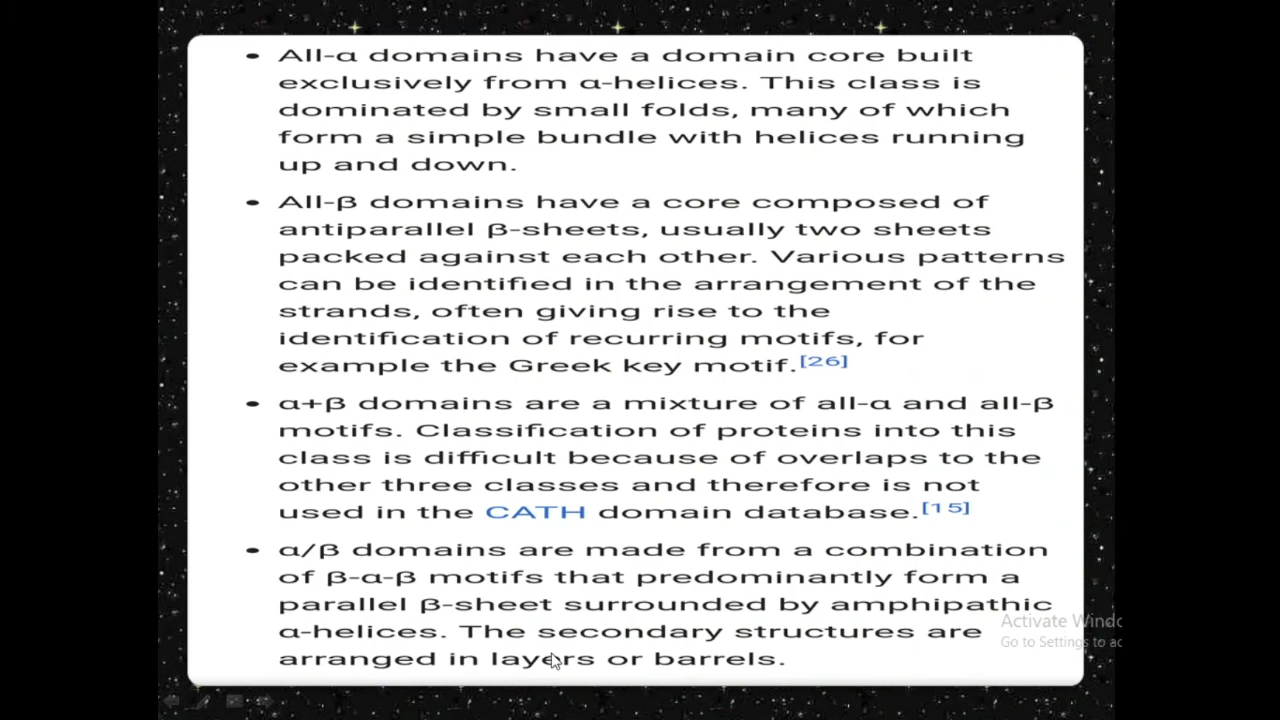 • All-α domains have a domain core built
exclusively from α-helices. This class is
dominated by small folds, many of which
form a simple bundle with helices running
up and down.
• All-β domains have a core composed of
antiparallel β-sheets, usually two sheets
packed against each other. Various patterns
can be identified in the arrangement of the
strands, often giving rise to the
identification of recurring motifs, for
example the Greek key motif.[26]
• α+β domains are a mixture of all-α and all-β
motifs. Classification of proteins into this
class is difficult because of overlaps to the
other three classes and therefore is not
used in the CATH domain database.[15]
• α/β domains are made from a combination
of β-α-β motifs that predominantly form a
parallel β-sheet surrounded by amphipathic
α-helices. The secondary structures are
arranged in layers or barrels.
Activate Windo
Go to Settings to ac